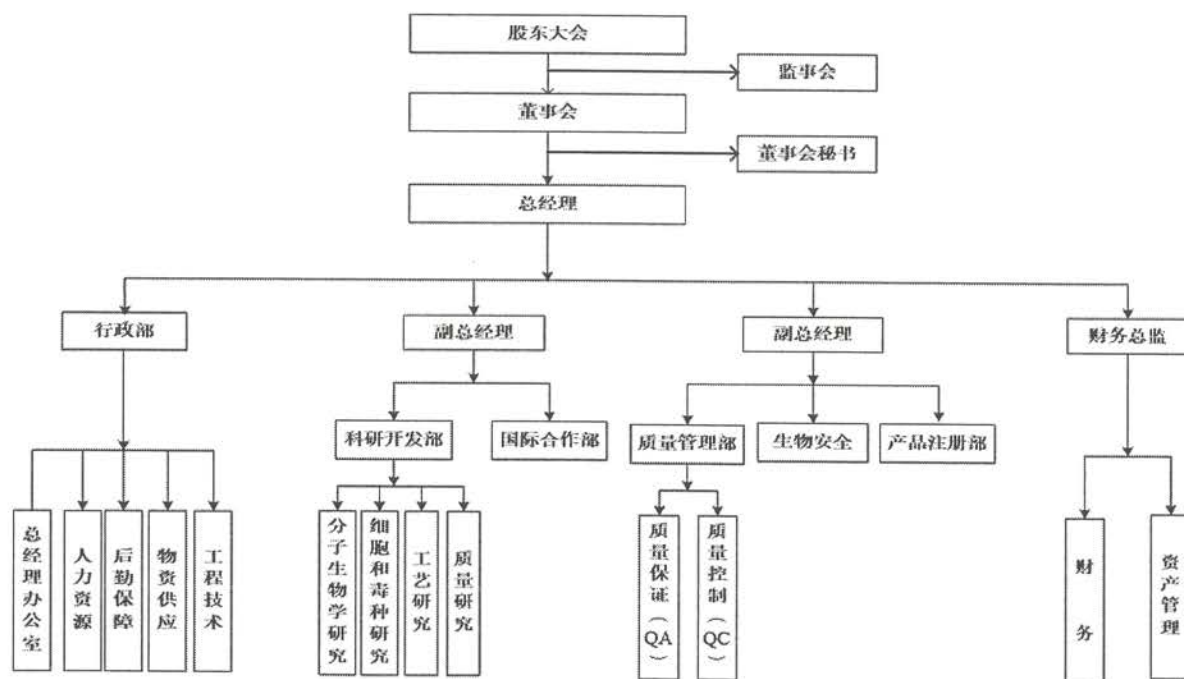 股东大会
监事会
董事会
董事会秘书
总经理
行政部
副总经理
副总经理
财务总监
科研开发部
国际合作部
质量管理部
生物安全
产品注册部
总经理办公室
人力资源
后勤保障
物资供应
工程技术
分子生物学研究
细胞和毒种研究
工艺研究
质量研究
质量保证（QA）
质量控制（QC）
财务
资产管理